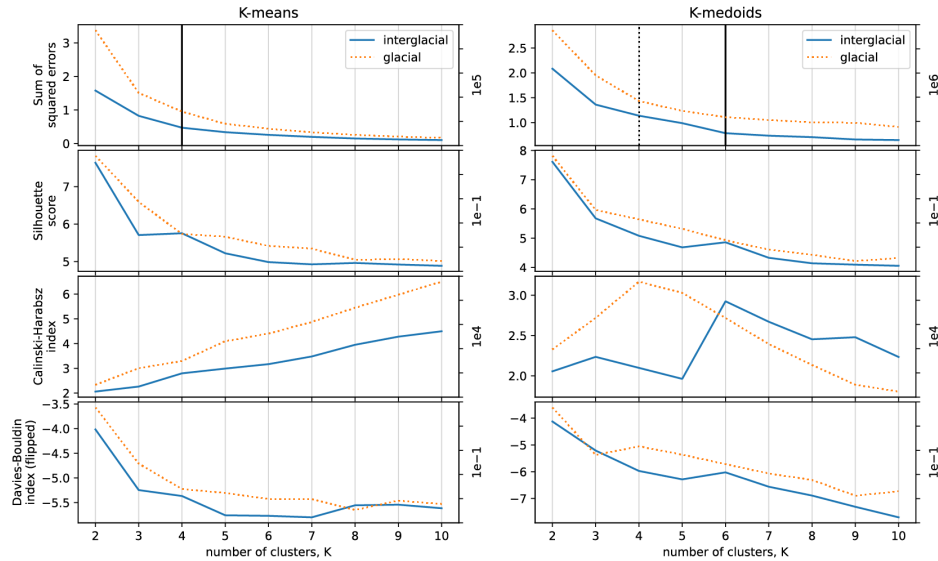 K-means
K-medoids
Sum of
squared errors
3
2
1
0
interglacial
glacial
1e5
2.5
2.0
1.5
1.0
interglacial
glacial
1e6
Silhouette
score
7
6
5
1e−1
8
7
6
5
4
1e−1
Calinski-Harabsz
index
6
5
4
3
2
1e4
3.0
2.5
2.0
1e4
Davies-Bouldin
index (flipped)
−3.5
−4.0
−4.5
−5.0
−5.5
1e−1
−4
−5
−6
−7
1e−1
2 3 4 5 6 7 8 9 10
2 3 4 5 6 7 8 9 10
number of clusters, K
number of clusters, K